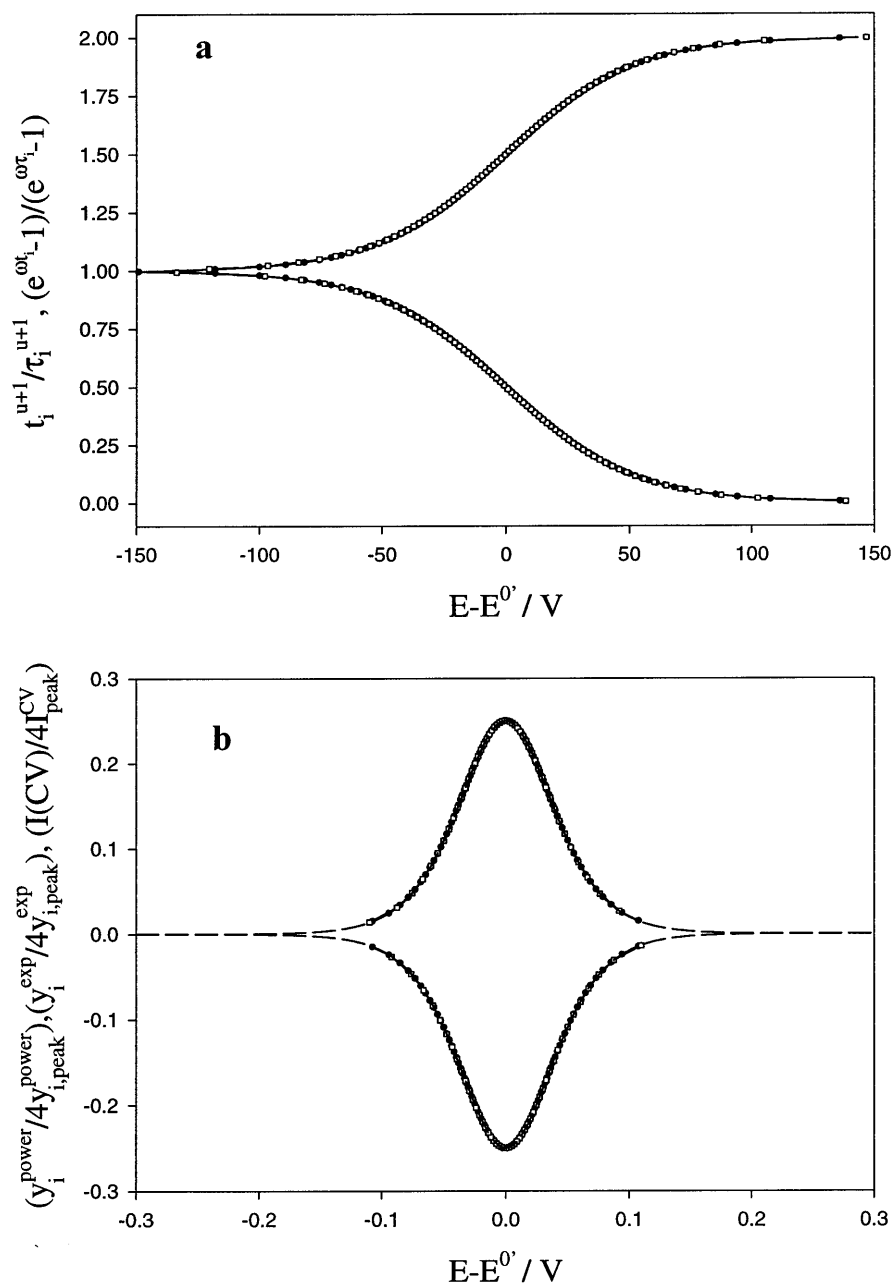 a
2.00
1.75
1.50
1.25
1.00
0.75
0.50
0.25
0.00
t_i^{u+1}/τ_i^{u+1}, (e^{ωt_i}-1)/(e^{ωτ_i}-1)
-150 -100 -50 0 50 100 150
E-E^{0'} / V
b
0.3
0.2
0.1
0.0
-0.1
-0.2
-0.3
(y_i^{power}/4y_{i,peak}^{power}),(y_i^{exp}/4y_{i,peak}^{exp}), (I(CV)/4I_{peak}^{CV})
-0.3 -0.2 -0.1 0.0 0.1 0.2 0.3
E-E^{0'} / V